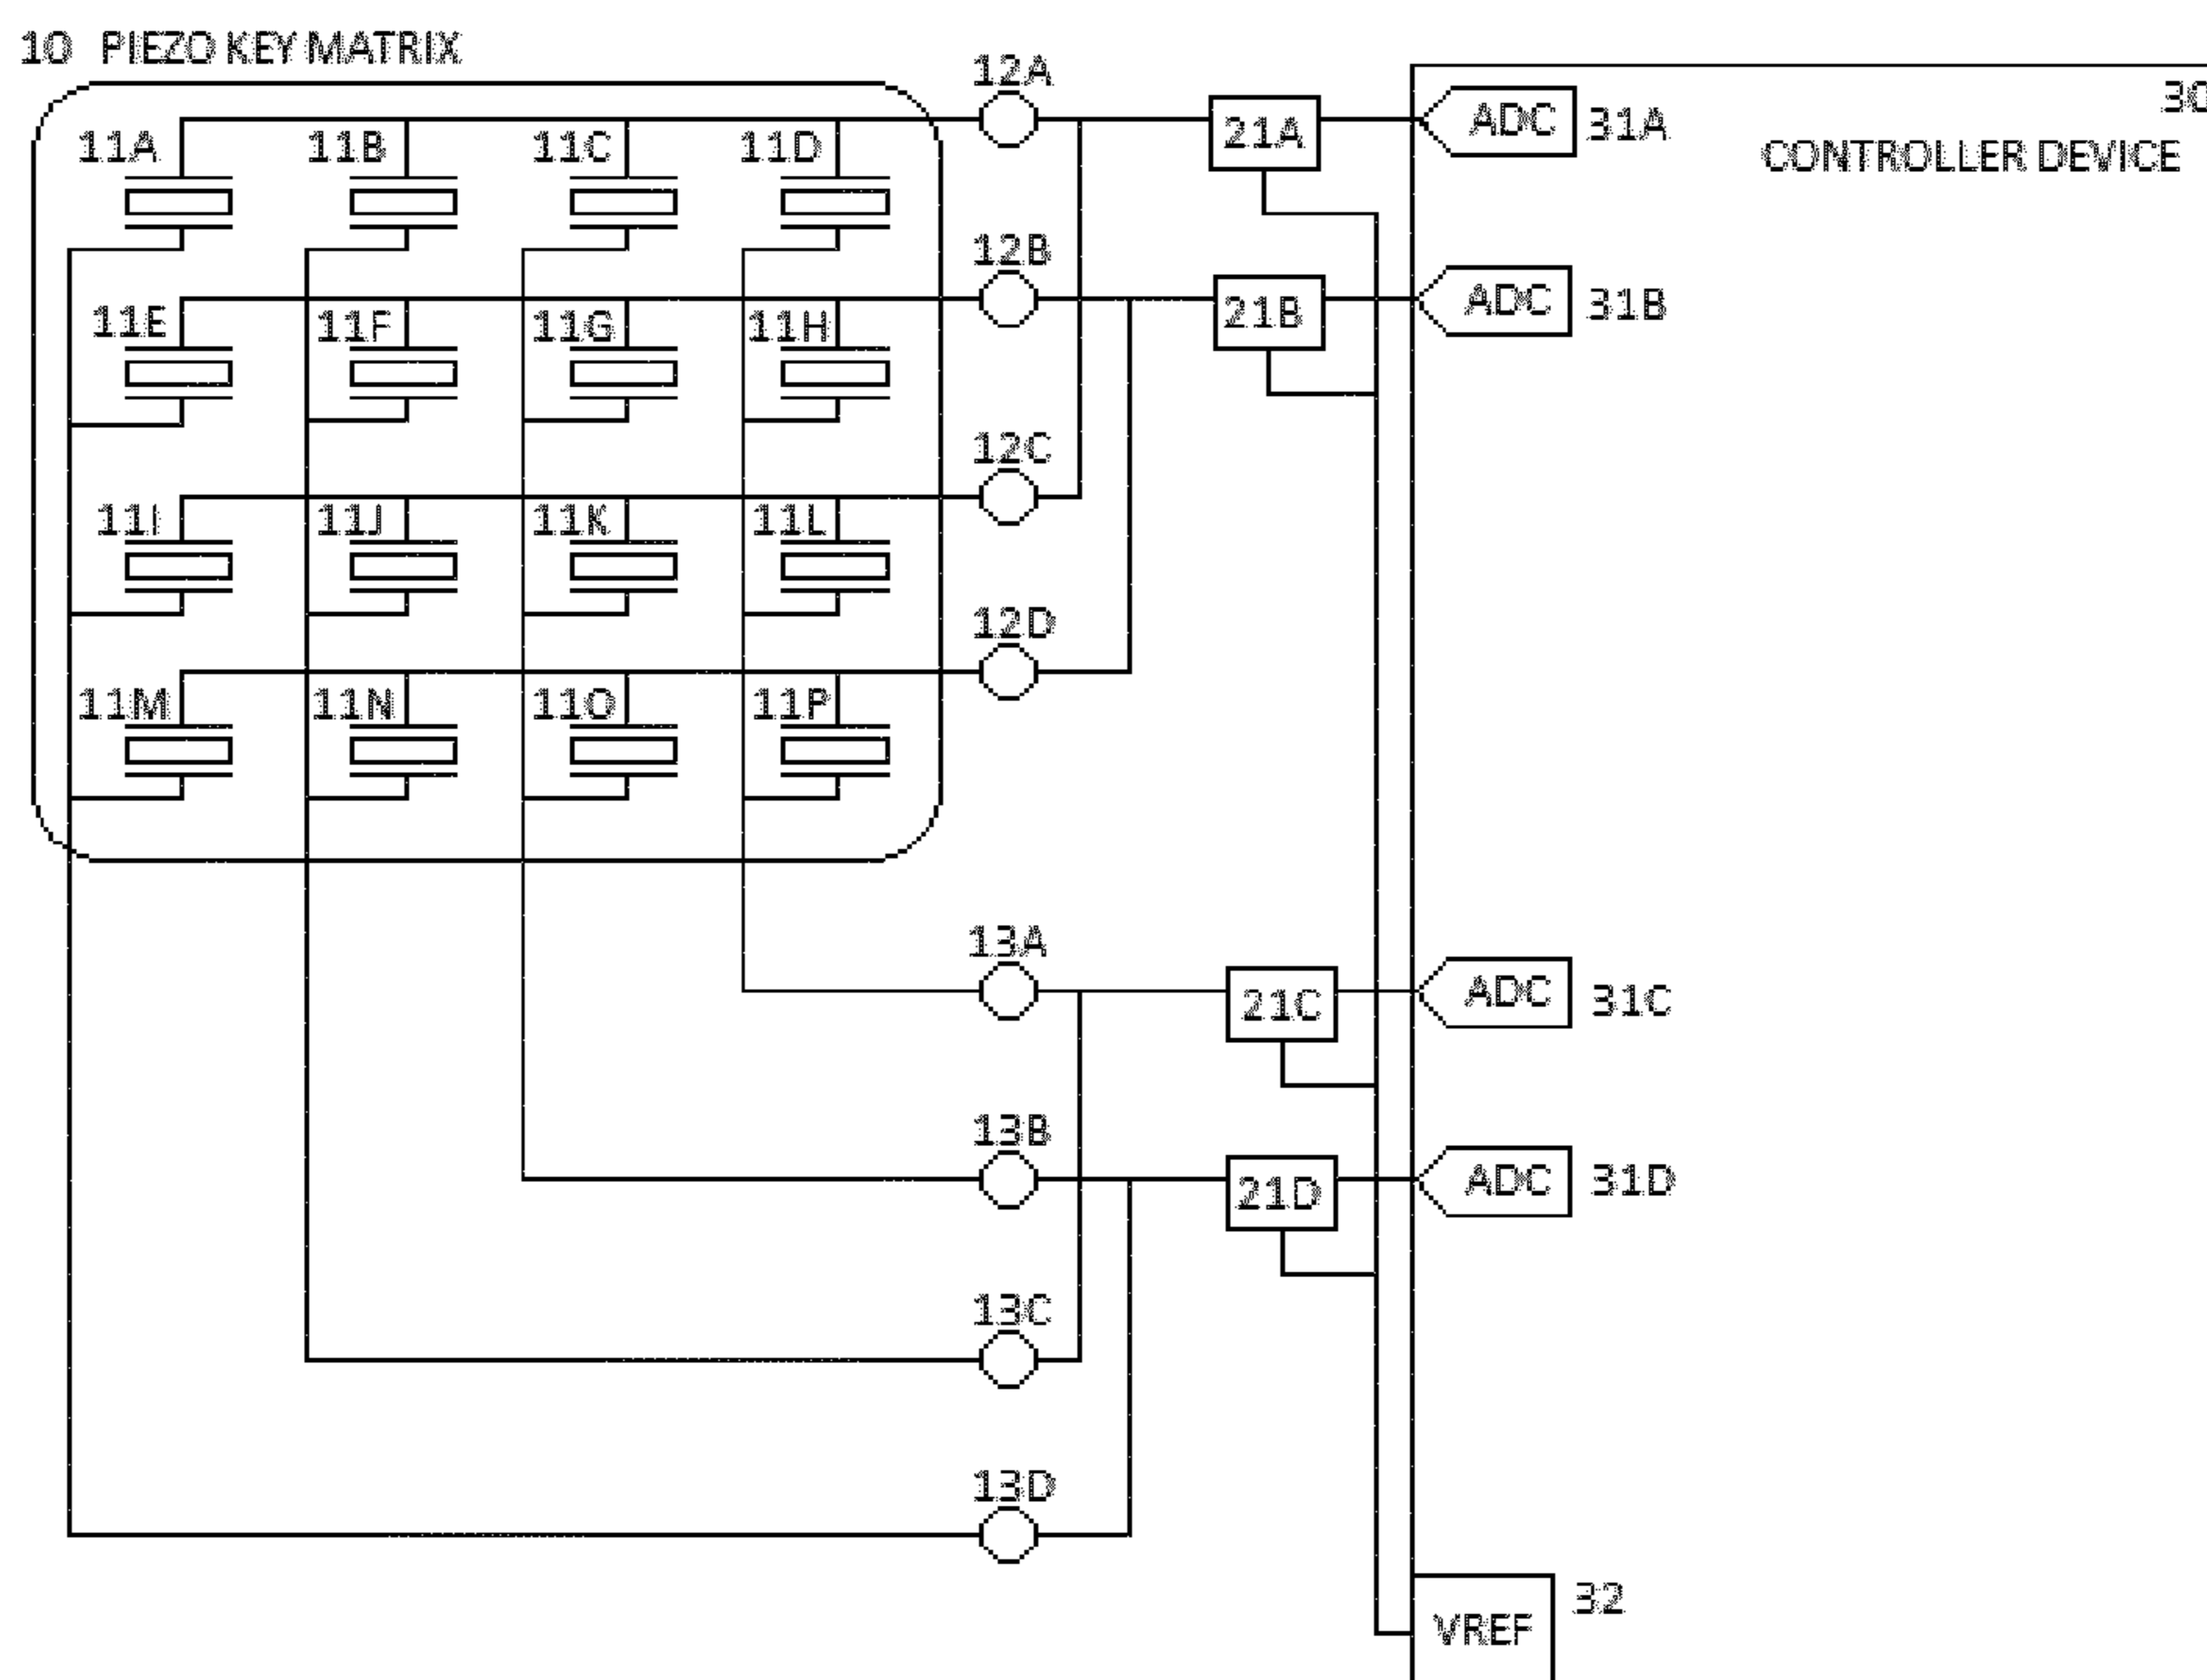 10 PIEZO KEY MATRIX
12A
30
11A 11B 11C 11D
21A
ADC 31A
CONTROLLER DEVICE
12B
11E 11F 11G 11H
21B
ADC 31B
12C
11I 11J 11K 11L
12D
11M 11N 11O 11P
13A
21C
ADC 31C
13B
21D
ADC 31D
13C
13D
32
VREF